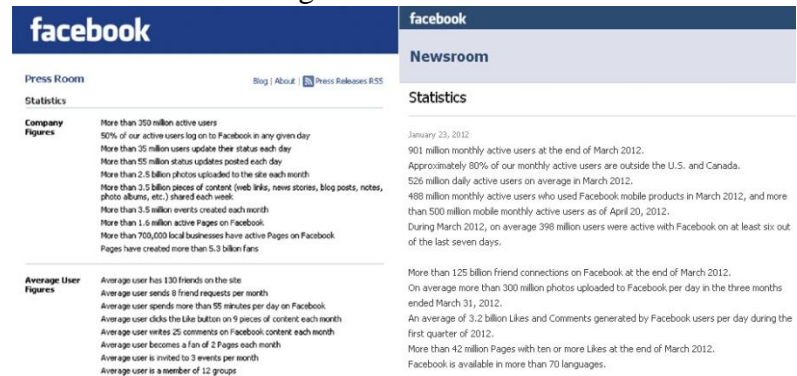 facebook
Press Room
Blog | About | Press Releases RSS
Statistics
Company
Figures
More than 350 million active users
50% of our active users log on to Facebook in any given day
More than 35 million users update their status each day
More than 55 million status updates posted each day
More than 2.5 billion photos uploaded to the site each month
More than 3.5 billion pieces of content (web links, news stories, blog posts, notes,
photo albums, etc.) shared each week
More than 3.5 million events created each month
More than 1.6 million active Pages on Facebook
More than 700,000 local businesses have active Pages on Facebook
Pages have created more than 5.3 billion fans
Average User
Figures
Average user has 130 friends on the site
Average user sends 8 friend requests per month
Average user spends more than 55 minutes per day on Facebook
Average user clicks the Like button on 9 pieces of content each month
Average user writes 25 comments on Facebook content each month
Average user becomes a fan of 2 Pages each month
Average user is invited to 3 events per month
Average user is a member of 12 groups
facebook
Newsroom
Statistics
January 23, 2012
901 million monthly active users at the end of March 2012.
Approximately 80% of our monthly active users are outside the U.S. and Canada.
526 million daily active users on average in March 2012.
488 million monthly active users who used Facebook mobile products in March 2012, and more
than 500 million mobile monthly active users as of April 20, 2012.
During March 2012, on average 398 million users were active with Facebook on at least six out
of the last seven days.
More than 125 billion friend connections on Facebook at the end of March 2012.
On average more than 300 million photos uploaded to Facebook per day in the three months
ended March 31, 2012.
An average of 3.2 billion Likes and Comments generated by Facebook users per day during the
first quarter of 2012.
More than 42 million Pages with ten or more Likes at the end of March 2012.
Facebook is available in more than 70 languages.